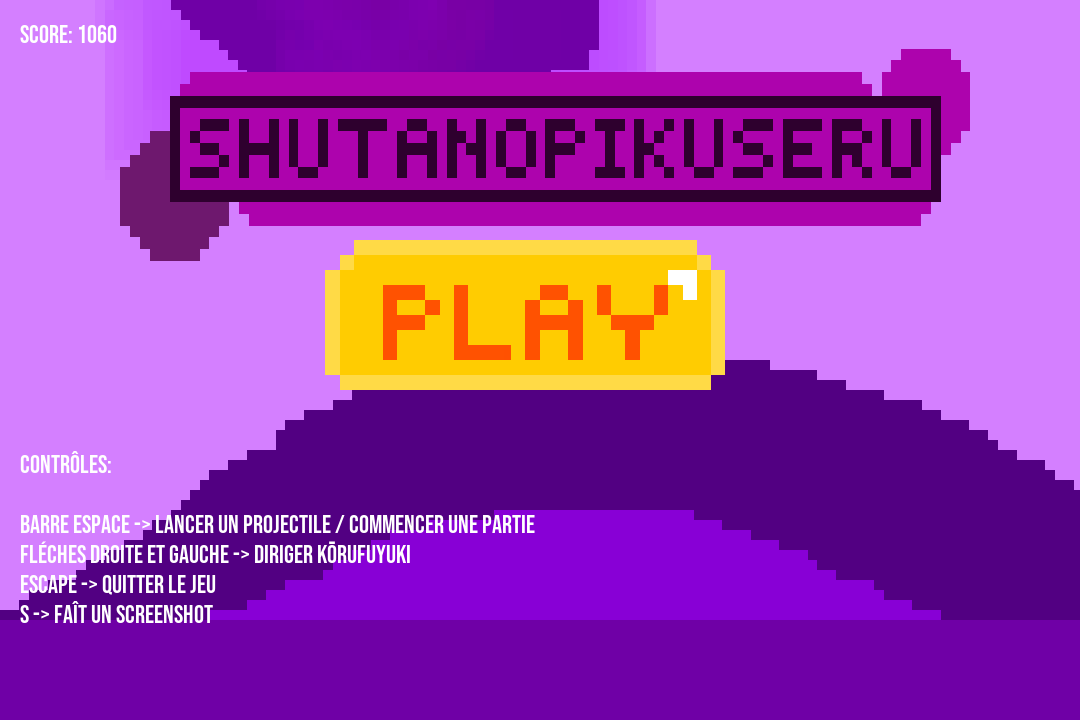 SCORE: 1060
SHUTANOPIKUSERU
PLAY
CONTRÔLES:
BARRE ESPACE -> LANCER UN PROJECTILE / COMMENCER UNE PARTIE
FLÉCHES DROITE ET GAUCHE -> DIRIGER KŌRUFUYUKI
ESCAPE -> QUITTER LE JEU
S -> FAÎT UN SCREENSHOT